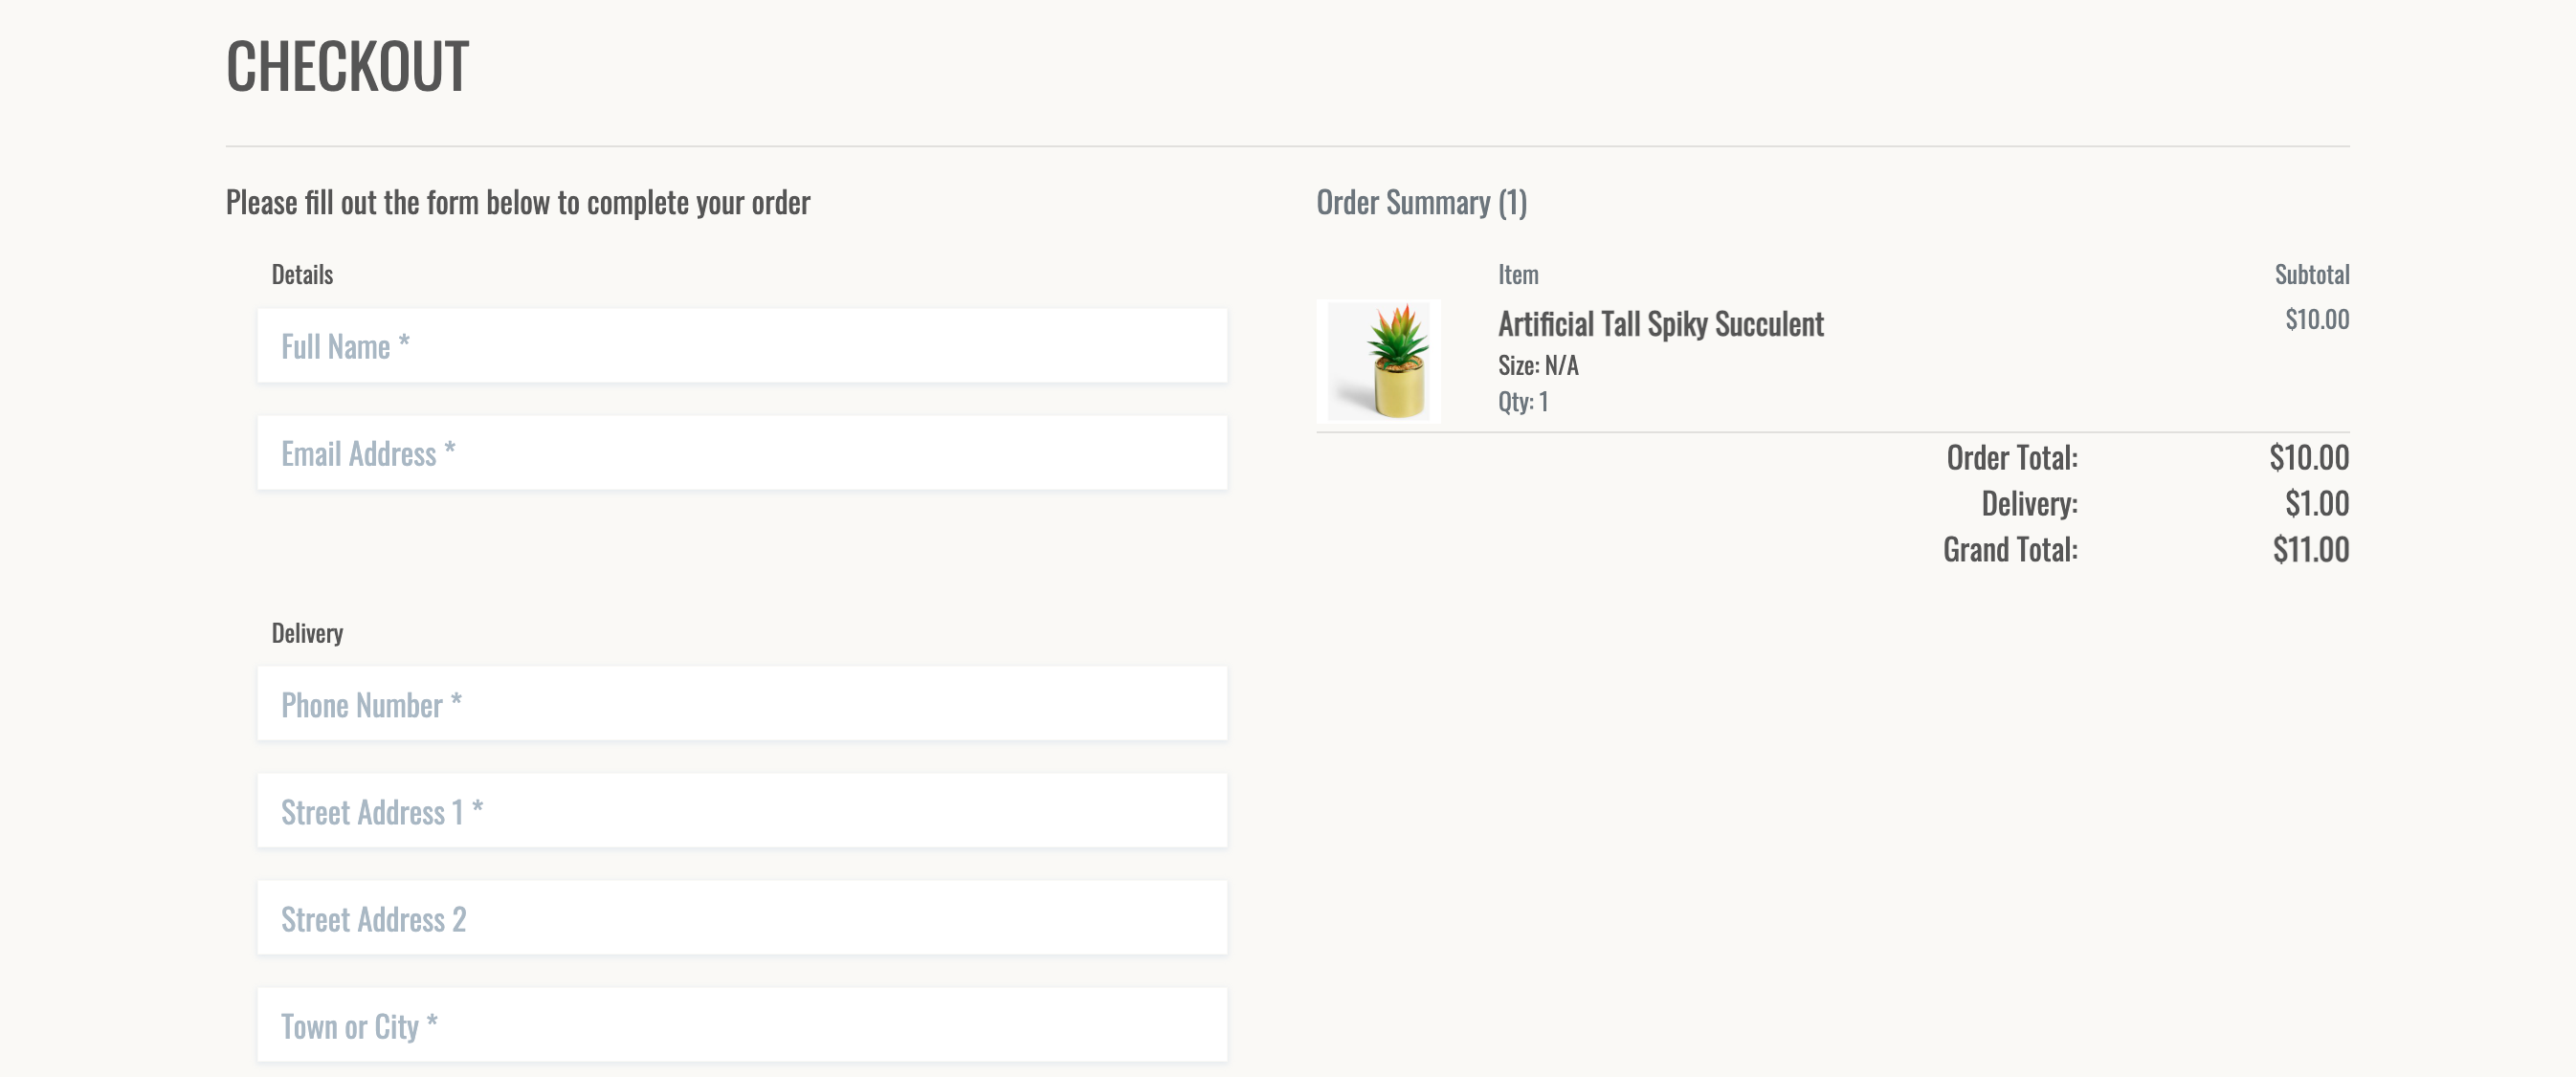 CHECKOUT
Please fill out the form below to complete your order
Details
Full Name *
Email Address *
Delivery
Phone Number *
Street Address 1 *
Street Address 2
Town or City *
Order Summary (1)
Item Subtotal
Artificial Tall Spiky Succulent $10.00
Size: N/A
Qty: 1
Order Total: $10.00
Delivery: $1.00
Grand Total: $11.00